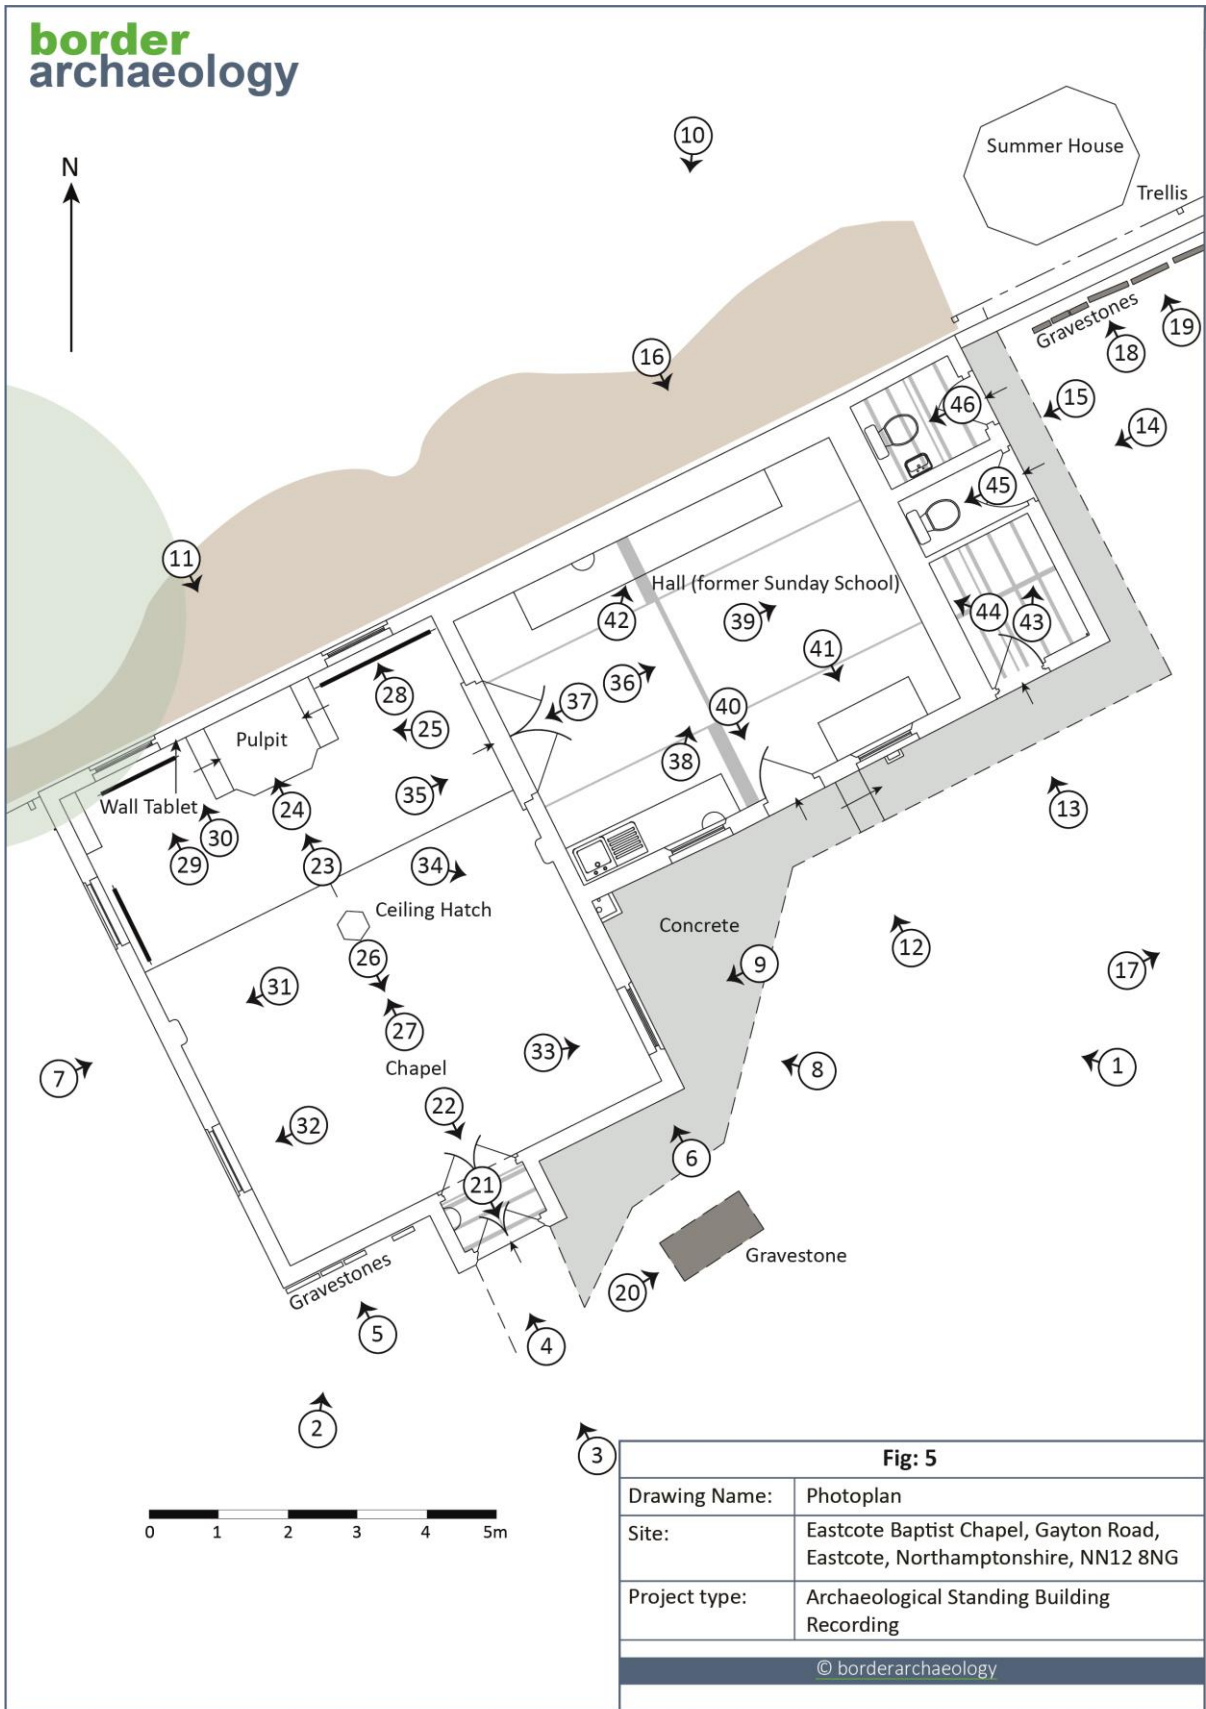 border
archaeology
10
Summer House
N
Trellis
Gravestones
19
18
16
15
14
46
45
11
Hall (former Sunday School)
44
43
42
39
41
36
37
40
28
25
Pulpit
38
35
Wall Tablet
24
30
29
23
34
13
Ceiling Hatch
Concrete
26
9
12
17
31
27
33
Chapel
7
8
1
22
32
6
21
Gravestones
Gravestone
20
5
4
2
3
0 1 2 3 4 5m
Fig: 5
Drawing Name: Photoplan
Site: Eastcote Baptist Chapel, Gayton Road,
Eastcote, Northamptonshire, NN12 8NG
Project type: Archaeological Standing Building
Recording
© borderarchaeology